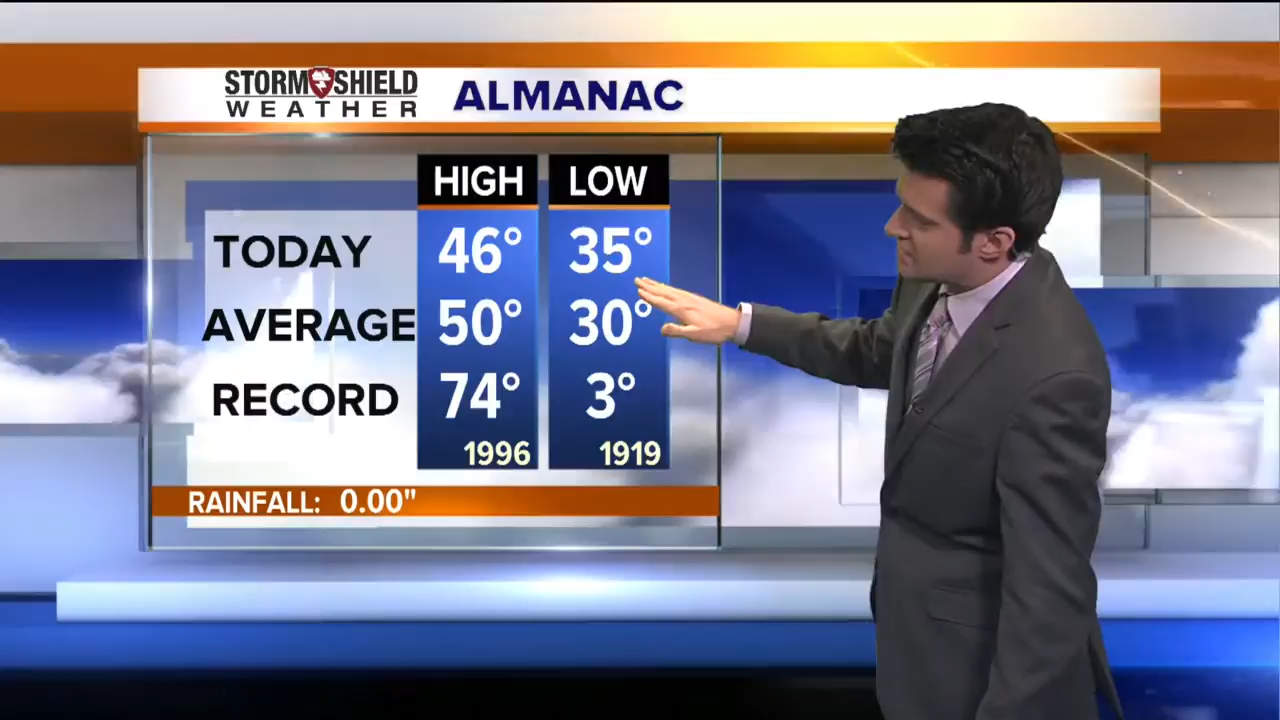 STORM SHIELD
WEATHER
ALMANAC
HIGH LOW
TODAY 46° 35°
AVERAGE 50° 30°
RECORD 74° 3°
1996 1919
RAINFALL: 0.00"